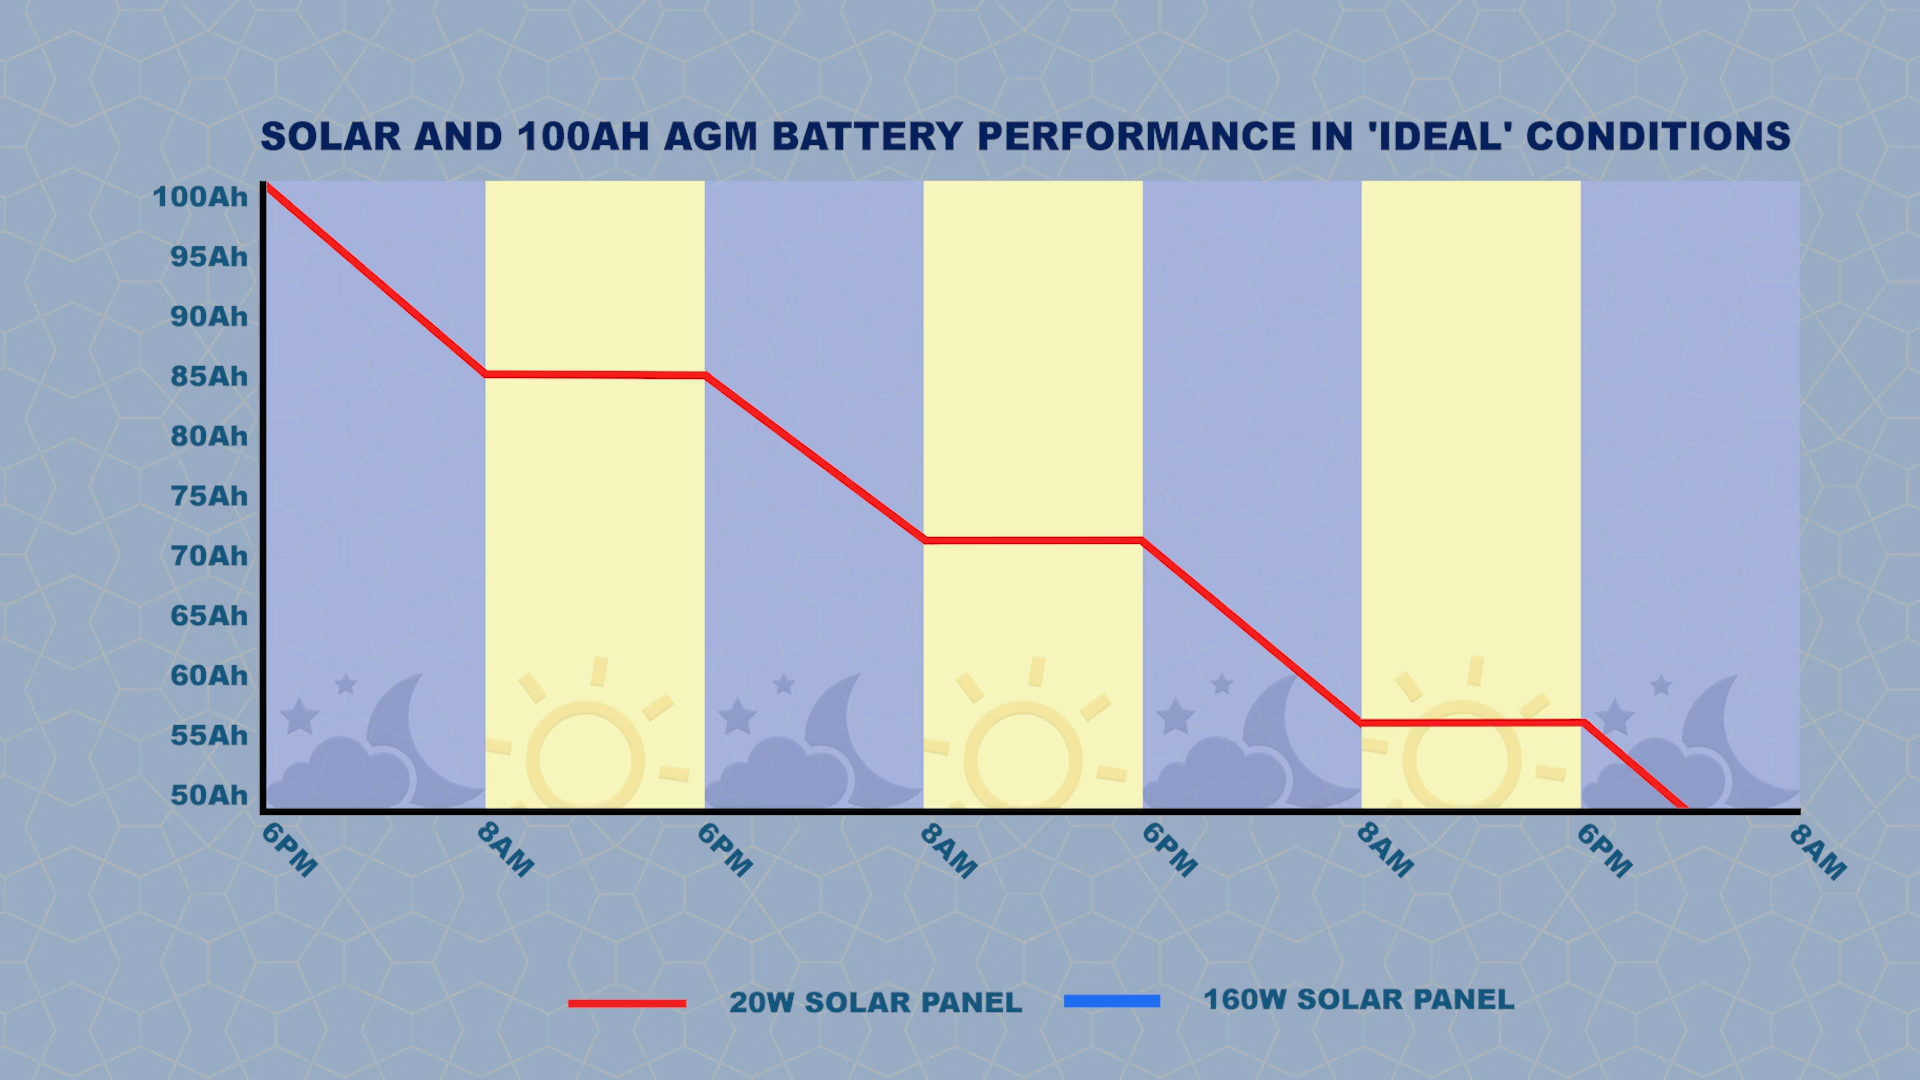 SOLAR AND 100AH AGM BATTERY PERFORMANCE IN 'IDEAL' CONDITIONS
100Ah
95Ah
90Ah
85Ah
80Ah
75Ah
70Ah
65Ah
60Ah
55Ah
50Ah
6PM
8AM
6PM
8AM
6PM
8AM
6PM
8AM
20W SOLAR PANEL
160W SOLAR PANEL